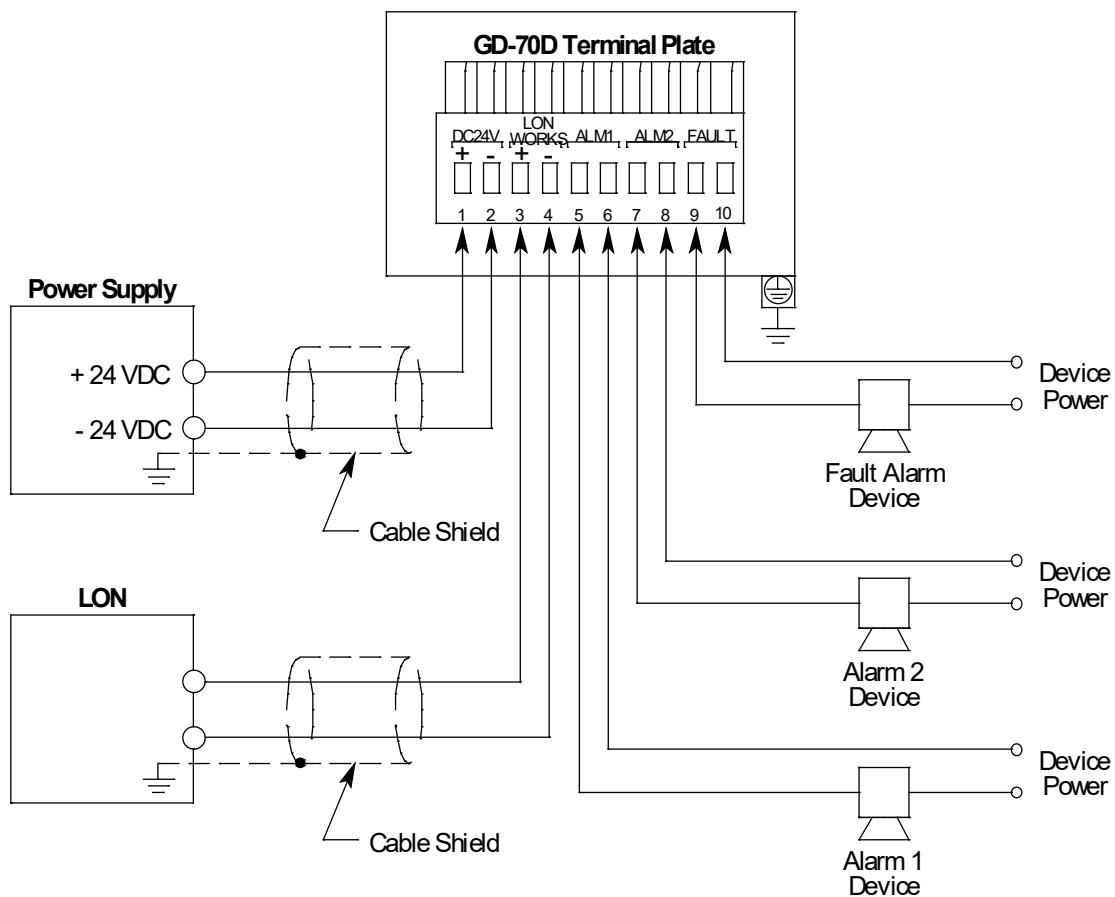 GD-70D Terminal Plate
DC24V
LON
WORKS
ALM1
ALM2
FAULT
+ - + -
1 2 3 4 5 6 7 8 9 10
Power Supply
+ 24 VDC
- 24 VDC
Cable Shield
LON
Cable Shield
Device
Power
Fault Alarm
Device
Device
Power
Alarm 2
Device
Device
Power
Alarm 1
Device